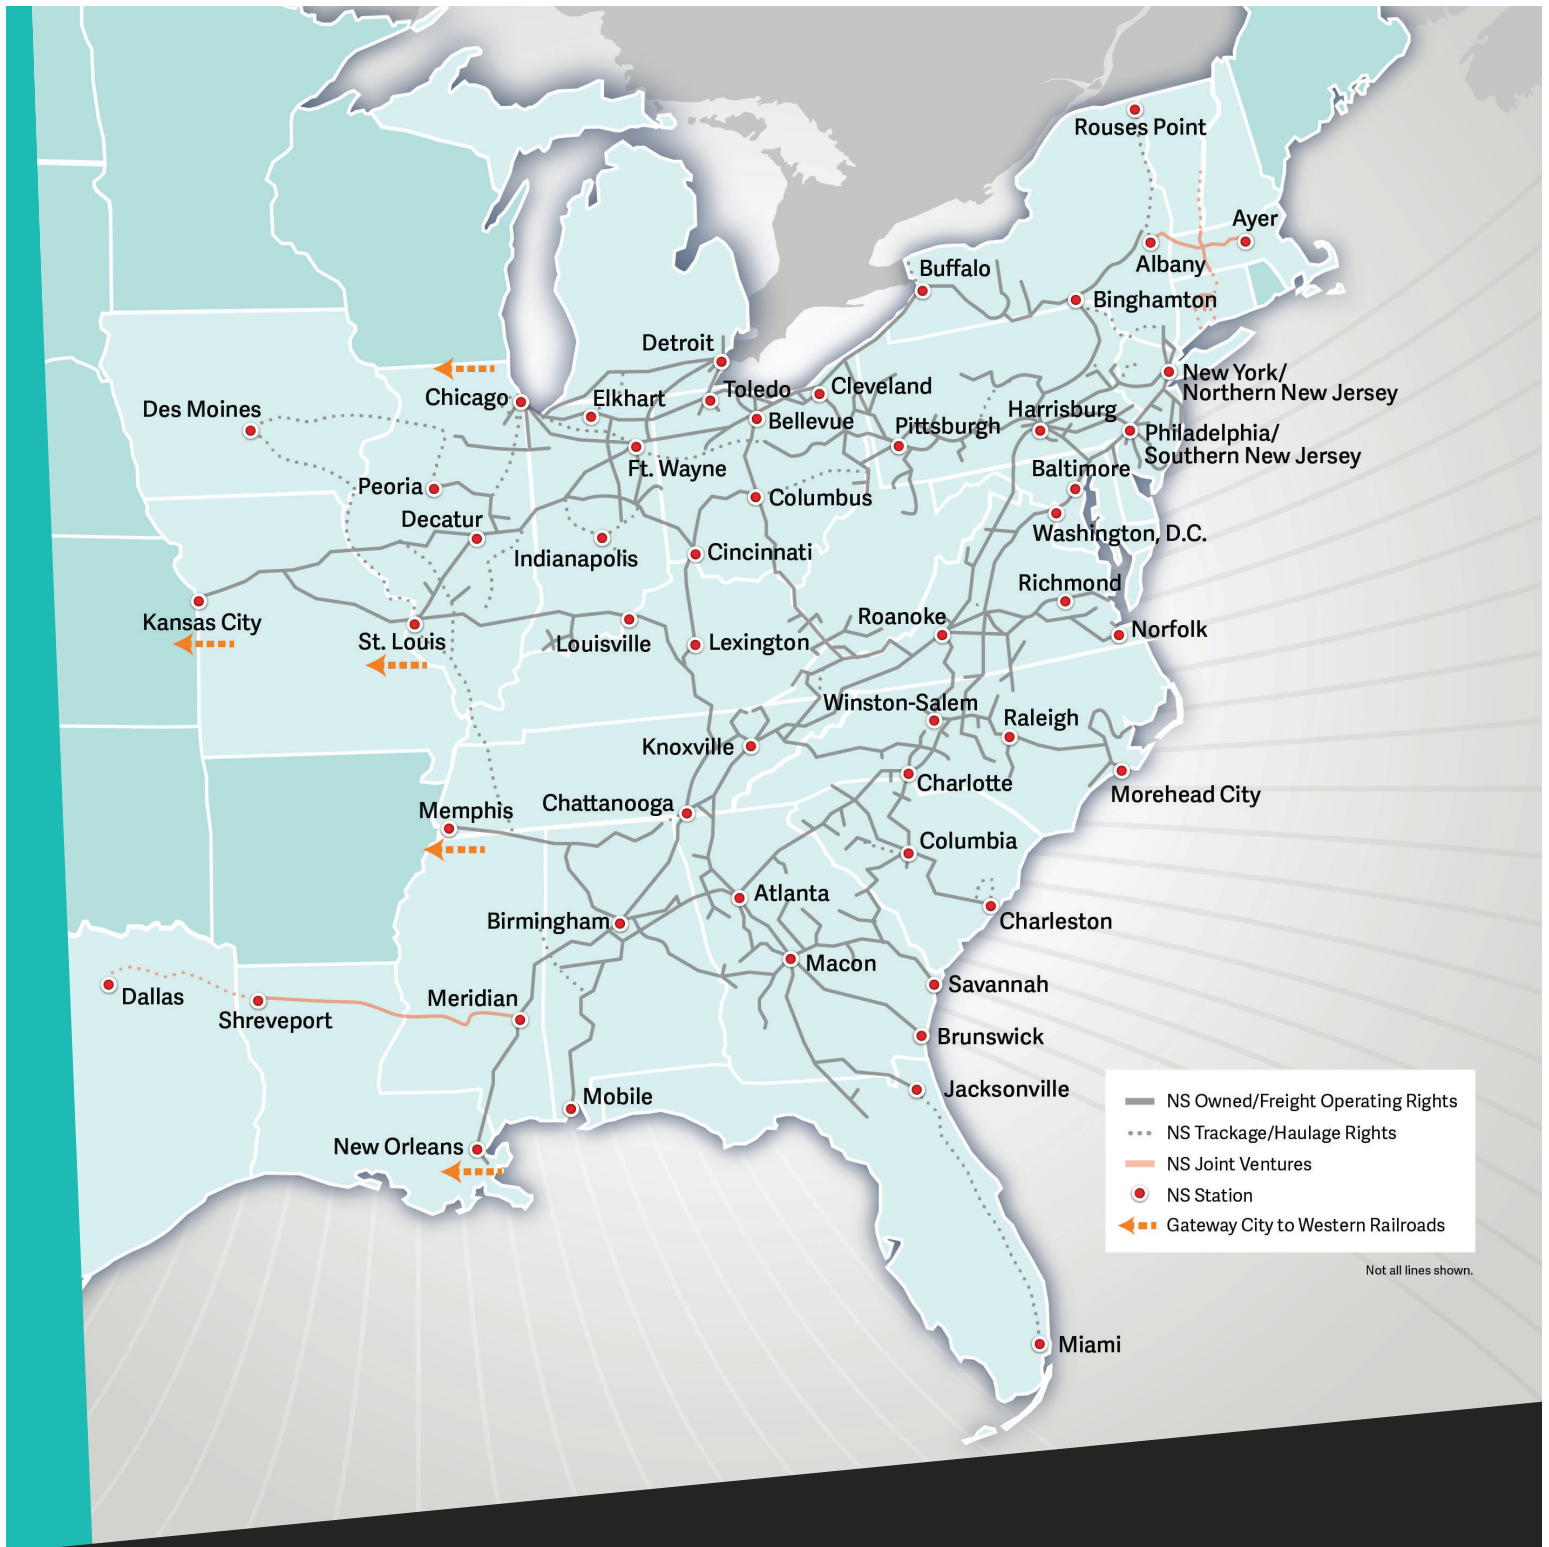 Rouses Point
Ayer
Albany
Buffalo
Binghamton
Detroit
New York/
Northern New Jersey
Toledo
Cleveland
Chicago
Elkhart
Des Moines
Bellevue
Harrisburg
Pittsburgh
Philadelphia/
Southern New Jersey
Ft. Wayne
Baltimore
Peoria
Columbus
Decatur
Washington, D.C.
Indianapolis
Cincinnati
Richmond
Kansas City
Roanoke
Norfolk
St. Louis
Louisville
Lexington
Winston-Salem
Raleigh
Knoxville
Charlotte
Morehead City
Chattanooga
Memphis
Columbia
Atlanta
Birmingham
Charleston
Macon
Savannah
Dallas
Meridian
Shreveport
Brunswick
Jacksonville
Mobile
New Orleans
NS Owned/Freight Operating Rights
NS Trackage/Haulage Rights
NS Joint Ventures
NS Station
Gateway City to Western Railroads
Not all lines shown.
Miami